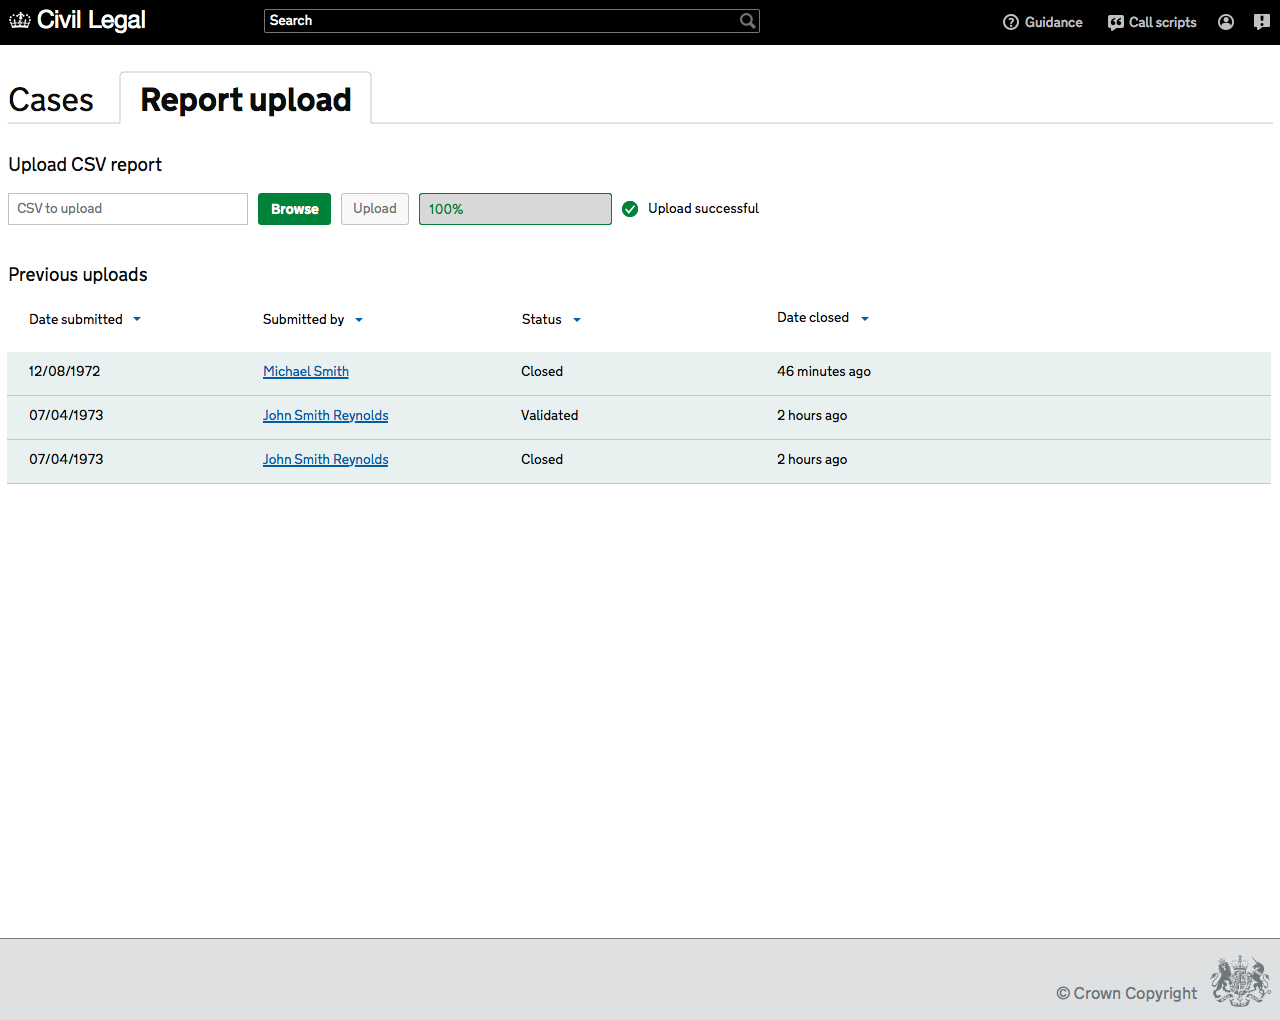 Civil Legal
Search
Guidance
Call scripts
Cases
Report upload
Upload CSV report
CSV to upload
Browse
Upload
100%
Upload successful
Previous uploads
Date submitted Submitted by Status Date closed
12/08/1972 Michael Smith Closed 46 minutes ago
07/04/1973 John Smith Reynolds Validated 2 hours ago
07/04/1973 John Smith Reynolds Closed 2 hours ago
© Crown Copyright